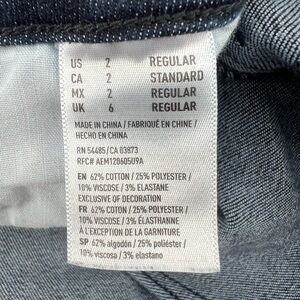 US 2 REGULAR
CA 2 STANDARD
MX 2 REGULAR
UK 6 REGULAR
MADE IN CHINA / FABRIQUÉ EN CHINE /
HECHO EN CHINA
RN 54485/CA 03873
RFC# AEM120605U9A
EN 62% COTTON / 25% POLYESTER /
10% VISCOSE / 3% ELASTANE
EXCLUSIVE OF DECORATION
FR 62% COTON / 25% POLYESTER /
10% VISCOSE / 3% ÉLASTHANNE
À L'EXCEPTION DE LA GARNITURE
SP 62% algodón / 25% poliéster /
10% viscosa / 3% elastano